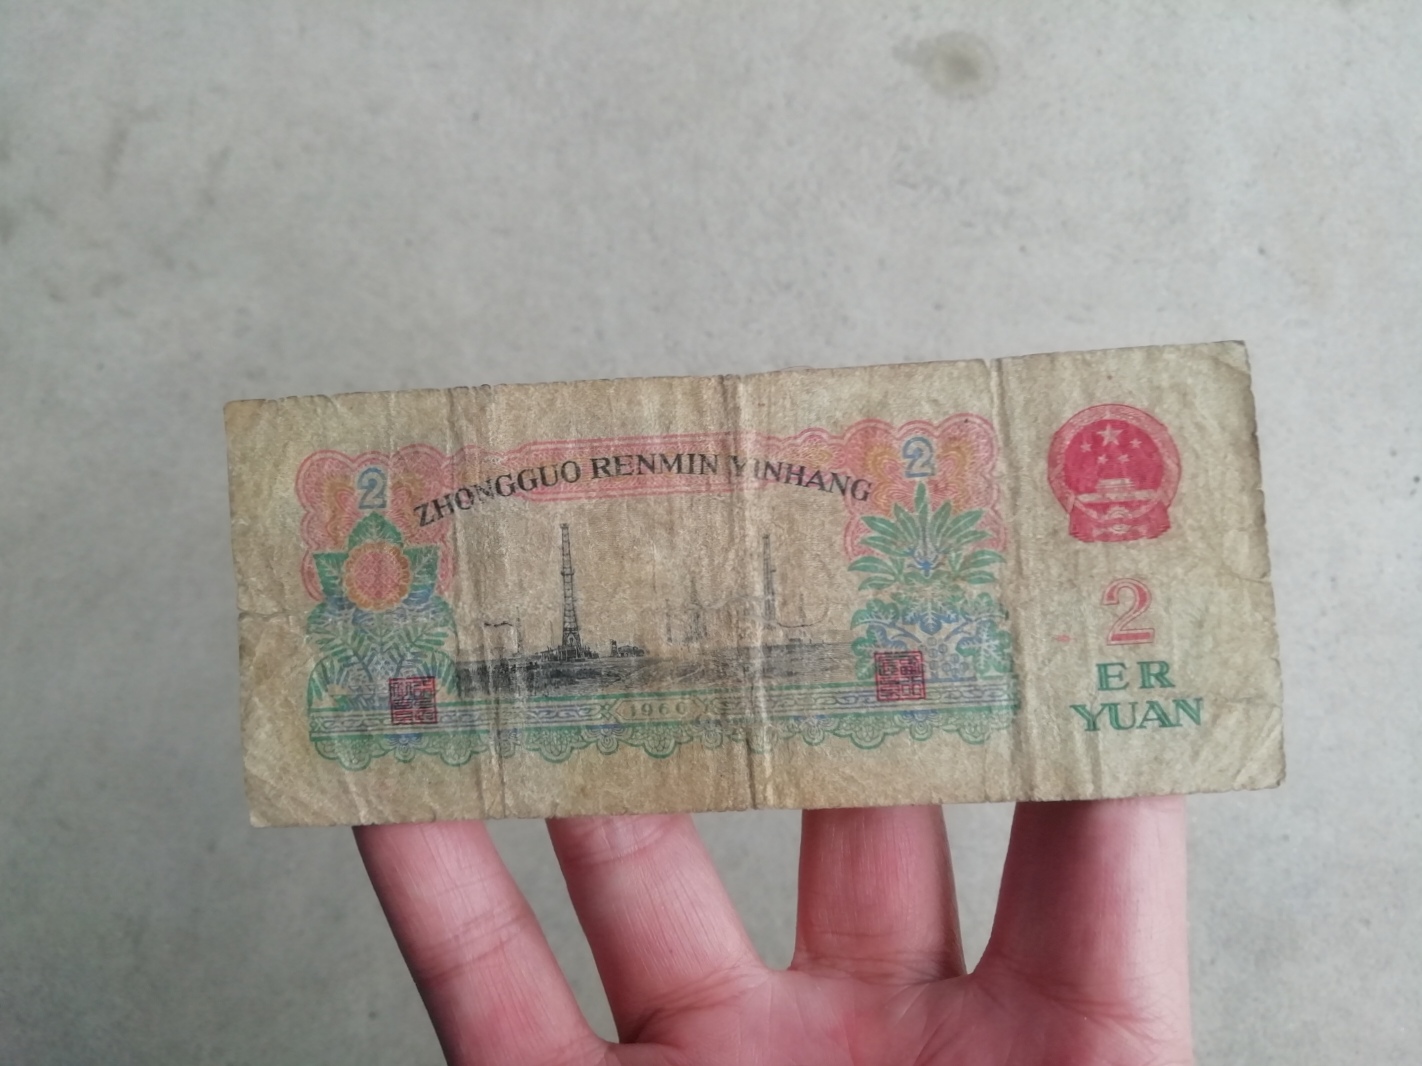 2
2
ZHONGGUO RENMIN YINHANG
1960
2
ER
YUAN